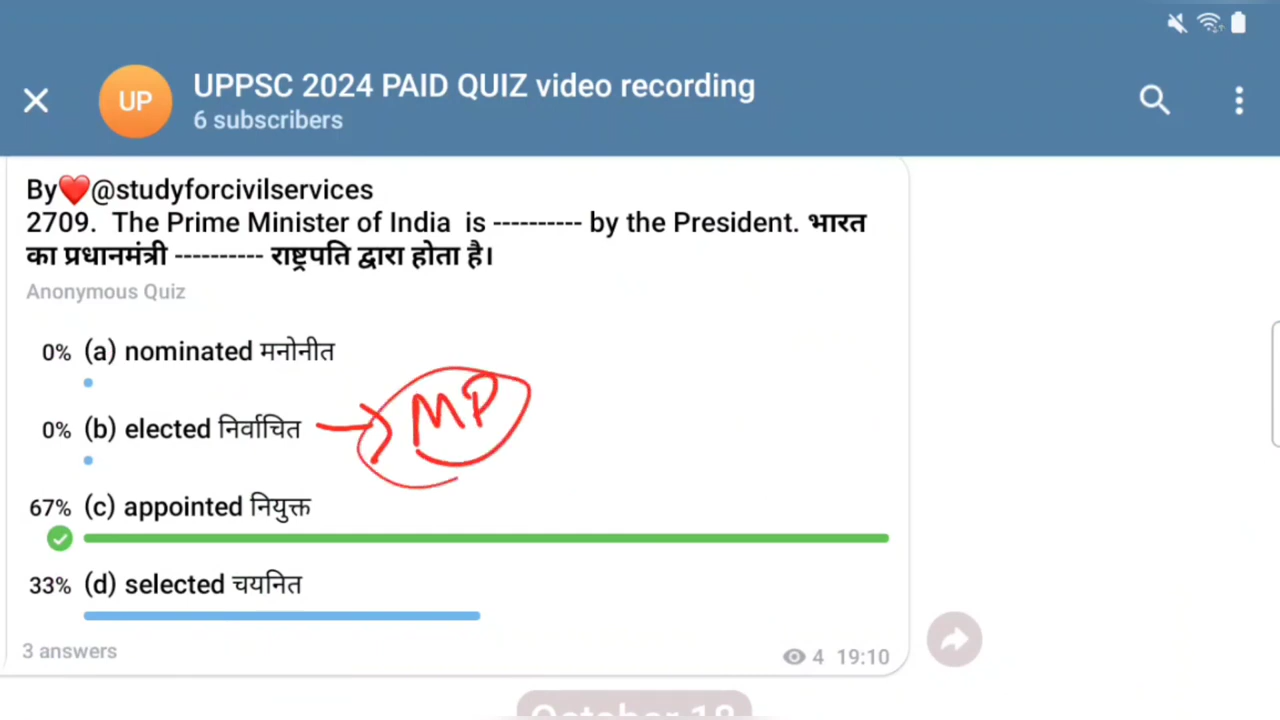 UP
UPPSC 2024 PAID QUIZ video recording
6 subscribers
By❤️@studyforcivilservices
2709. The Prime Minister of India is ---------- by the President. भारत
का प्रधानमंत्री ---------- राष्ट्रपति द्वारा होता है।
Anonymous Quiz
0% (a) nominated मनोनीत
0% (b) elected निर्वाचित
MP
67% (c) appointed नियुक्त
33% (d) selected चयनित
3 answers
4 19:10
October 18